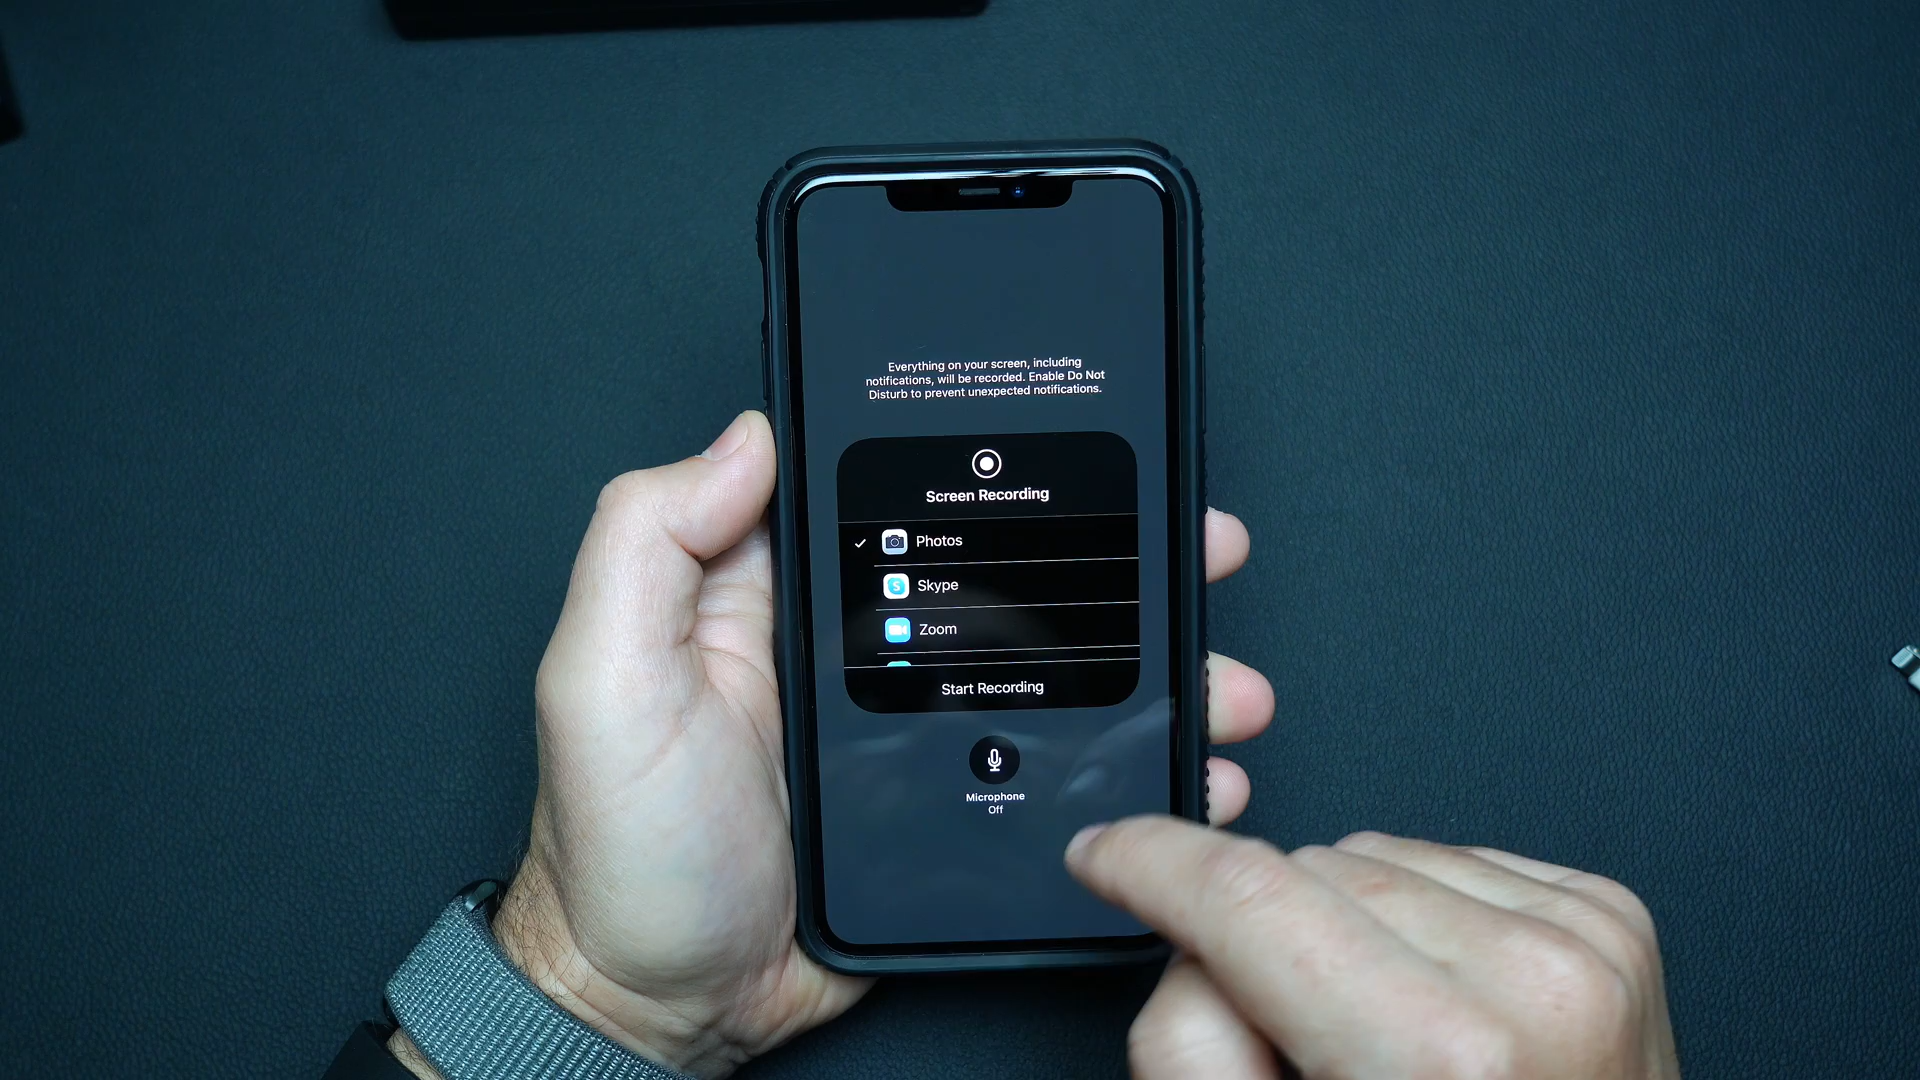 Everything on your screen, including
notifications, will be recorded. Enable Do Not
Disturb to prevent unexpected notifications.
Screen Recording
Photos
Skype
Zoom
Start Recording
Microphone
Off